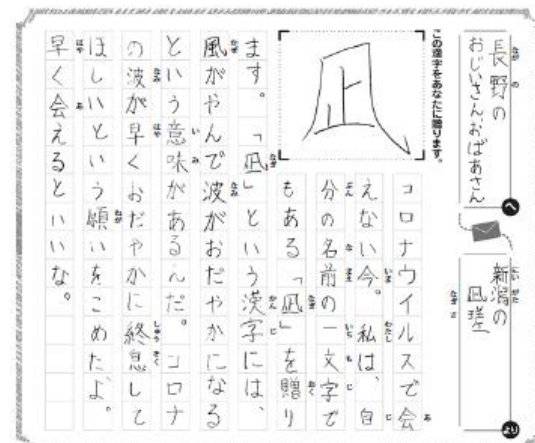 長野の
おじいさん、おばあさん
へ
新潟の
凪瑳
より
この漢字をあなたに贈ります。
凪
コロナウイルスで会
えない今。私は、自
分の名前の一文字で
もある「凪」を贈り
ます。「凪」という漢字には、
風がやんで波がおだやかになる
という意味があるんだ。コロナ
の波が早くおだやかに終息して
ほしいという願いをこめたよ。
早く会えるといいな。